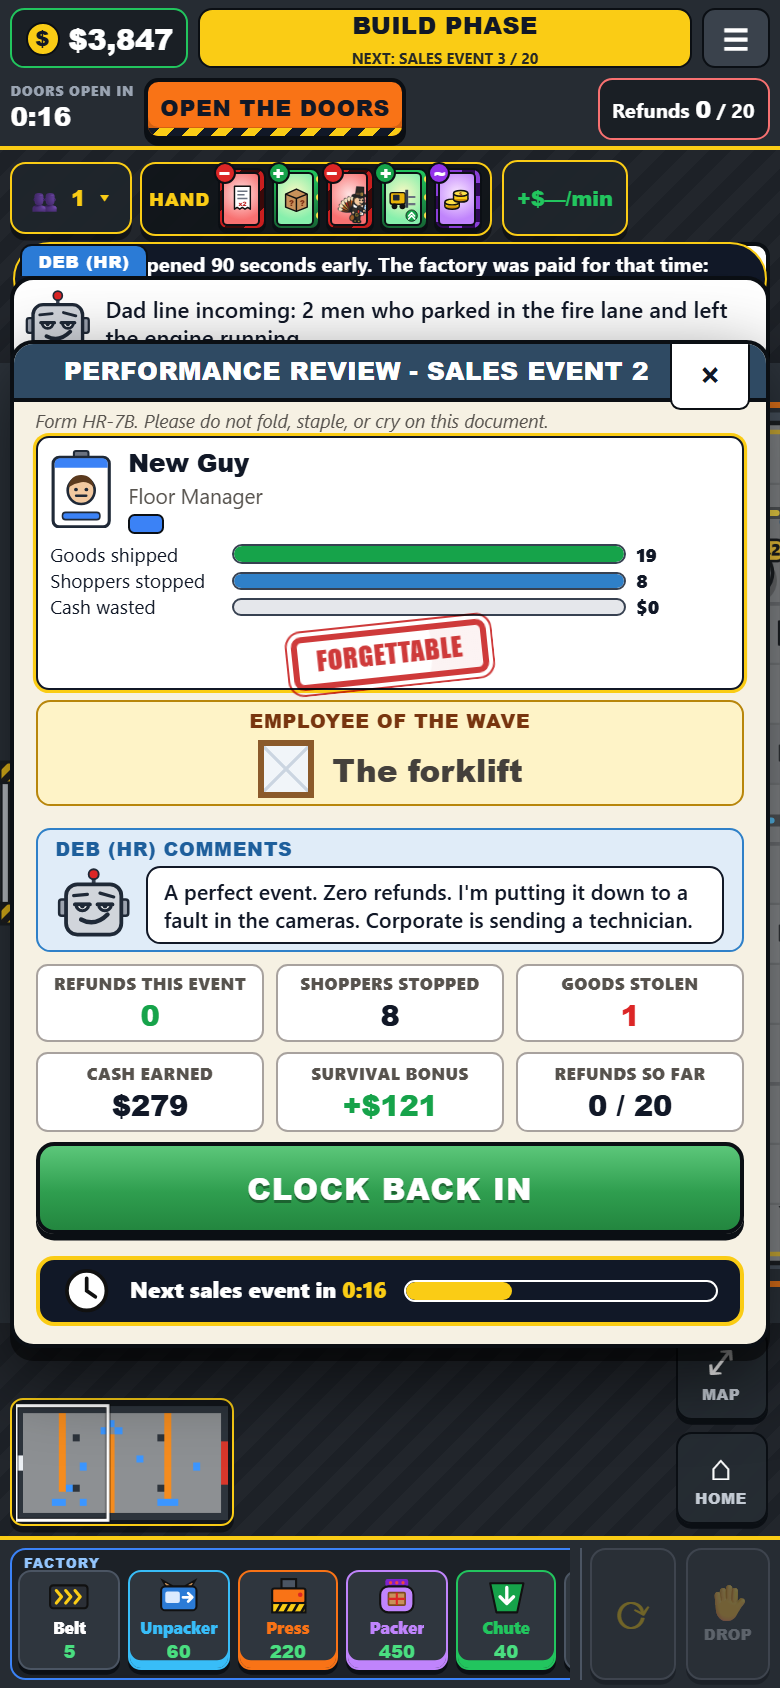 $ $3,847
BUILD PHASE
NEXT: SALES EVENT 3 / 20
DOORS OPEN IN
0:16
OPEN THE DOORS
Refunds 0 / 20
1
HAND
+$—/min
DEB (HR)
pened 90 seconds early. The factory was paid for that time:
Dad line incoming: 2 men who parked in the fire lane and left
the engine running
PERFORMANCE REVIEW - SALES EVENT 2
×
Form HR-7B. Please do not fold, staple, or cry on this document.
New Guy
Floor Manager
Goods shipped 19
Shoppers stopped 8
Cash wasted $0
FORGETTABLE
EMPLOYEE OF THE WAVE
The forklift
DEB (HR) COMMENTS
A perfect event. Zero refunds. I'm putting it down to a
fault in the cameras. Corporate is sending a technician.
REFUNDS THIS EVENT
0
SHOPPERS STOPPED
8
GOODS STOLEN
1
CASH EARNED
$279
SURVIVAL BONUS
+$121
REFUNDS SO FAR
0 / 20
CLOCK BACK IN
Next sales event in 0:16
MAP
HOME
FACTORY
Belt
5
Unpacker
60
Press
220
Packer
450
Chute
40
DROP